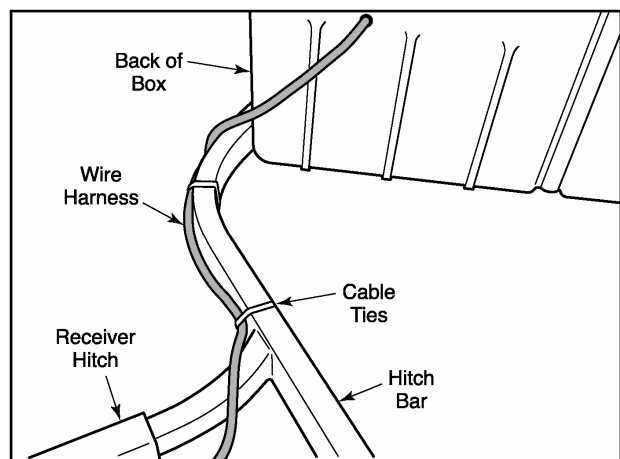 Back of
Box
Wire
Harness
Cable
Ties
Receiver
Hitch
Hitch
Bar